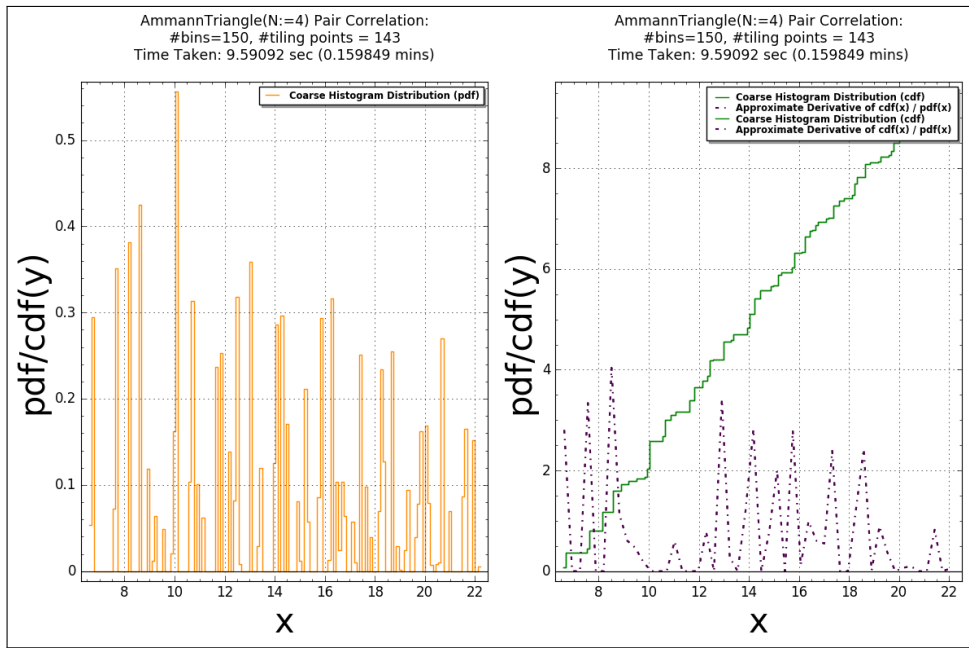 AmmannTriangle(N:=4) Pair Correlation:
#bins=150, #tiling points = 143
Time Taken: 9.59092 sec (0.159849 mins)
Coarse Histogram Distribution (pdf)
pdf/cdf(y)
0.5
0.4
0.3
0.2
0.1
0
8 10 12 14 16 18 20 22
x
AmmannTriangle(N:=4) Pair Correlation:
#bins=150, #tiling points = 143
Time Taken: 9.59092 sec (0.159849 mins)
Coarse Histogram Distribution (cdf)
Approximate Derivative of cdf(x) / pdf(x)
Coarse Histogram Distribution (cdf)
Approximate Derivative of cdf(x) / pdf(x)
pdf/cdf(y)
8
6
4
2
0
8 10 12 14 16 18 20 22
x